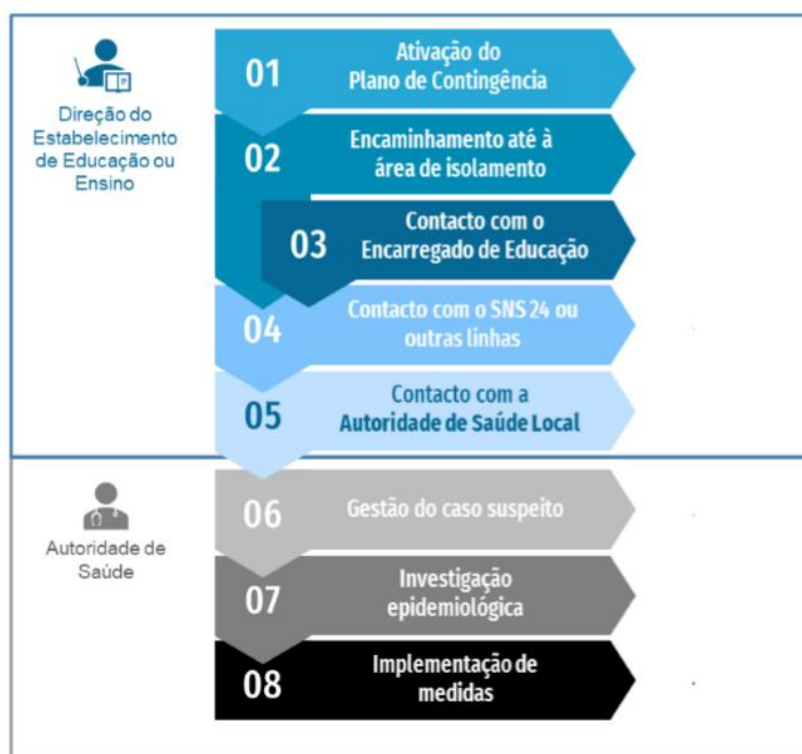 Direção do
Estabelecimento
de Educação ou
Ensino
01
Ativação do
Plano de Contingência
02
Encaminhamento até à
área de isolamento
03
Contacto com o
Encarregado de Educação
04
Contacto com o SNS 24 ou
outras linhas
05
Contacto com a
Autoridade de Saúde Local
Autoridade de
Saúde
06
Gestão do caso suspeito
07
Investigação
epidemiológica
08
Implementação de
medidas